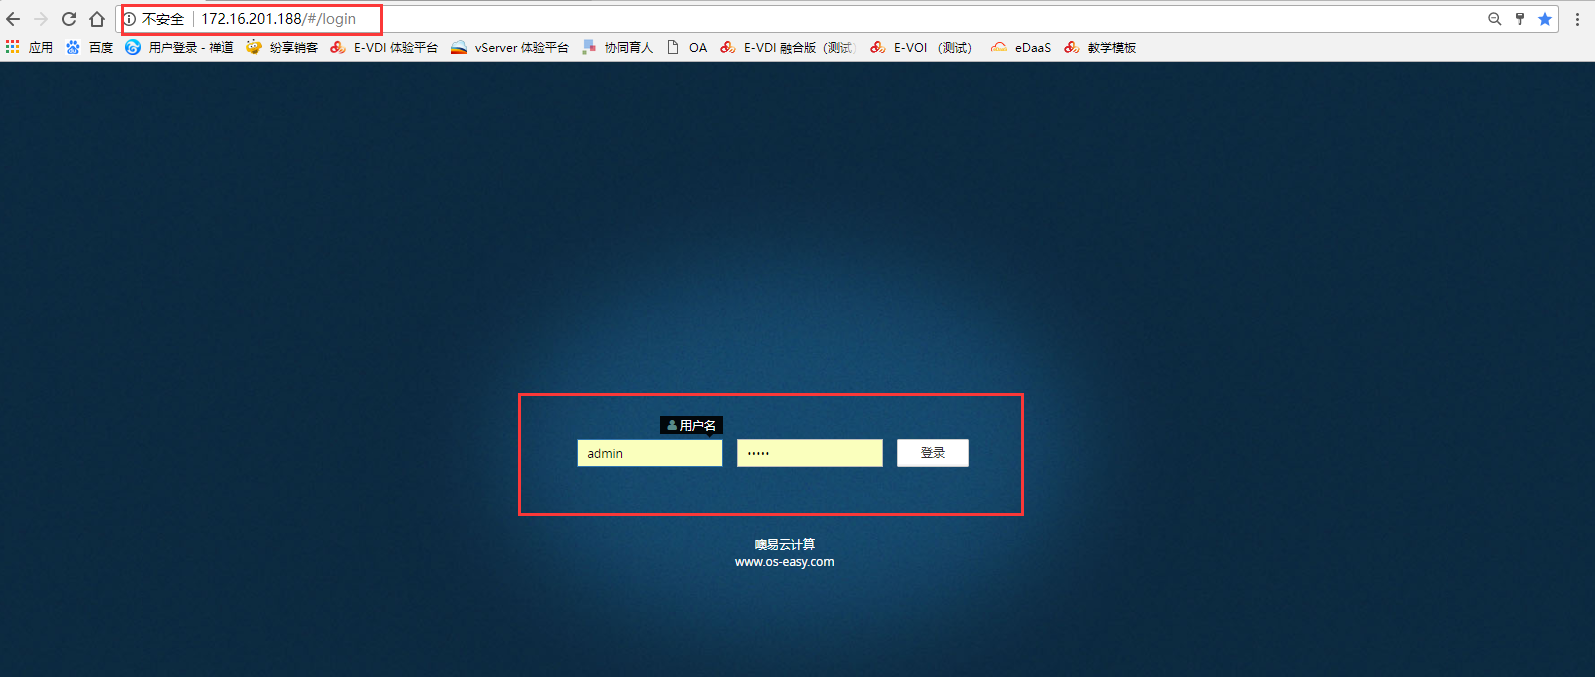 不安全 172.16.201.188/#/login
应用 百度 用户登录 - 禅道 纷享销客 E-VDI 体验平台 vServer 体验平台 协同育人 OA E-VDI 融合版（测试 E-VOI （测试） eDaaS 教学模板
用户名
admin ••••• 登录
噢易云计算
www.os-easy.com